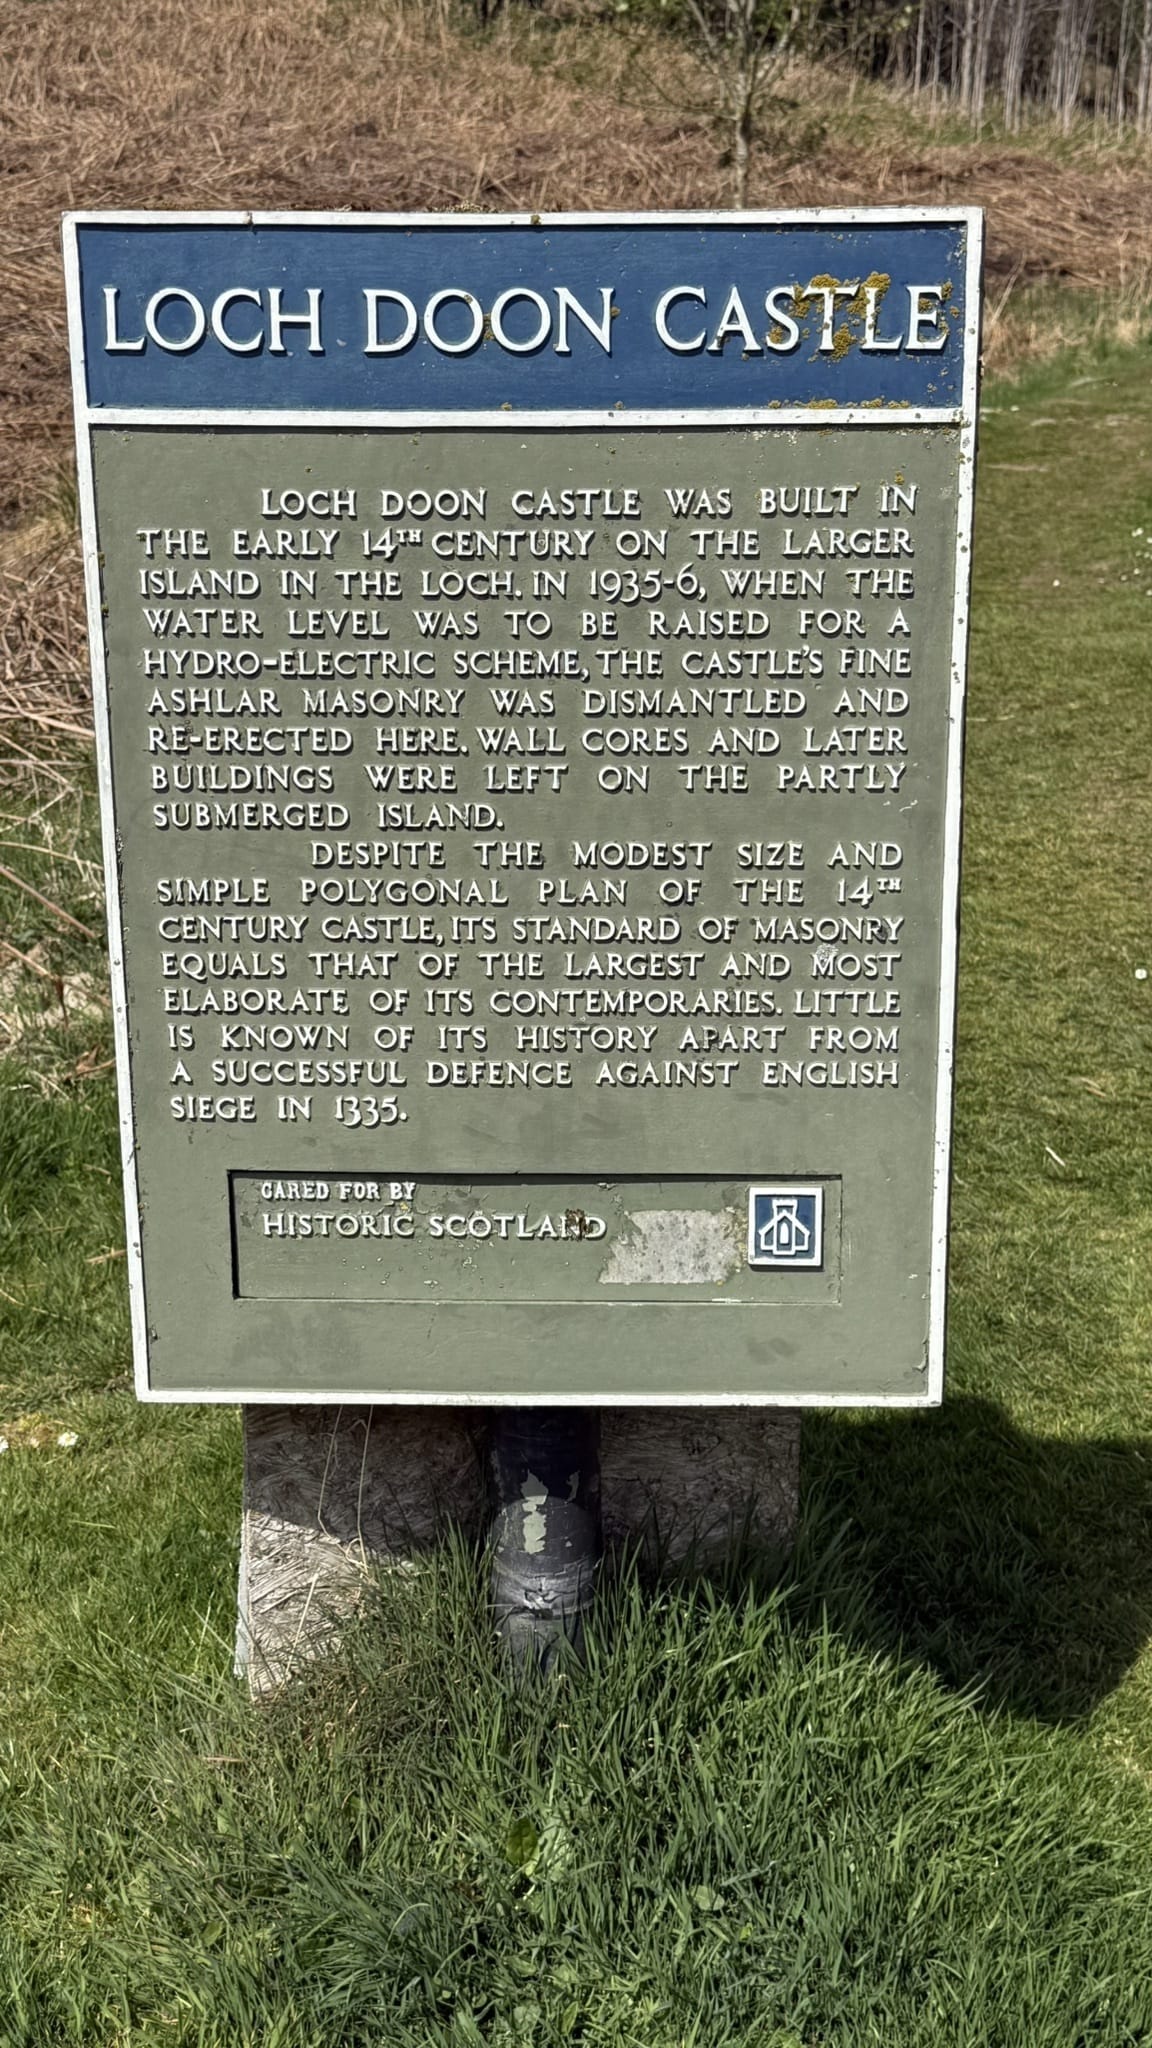 LOCH DOON CASTLE
LOCH DOON CASTLE WAS BUILT IN
THE EARLY 14TH CENTURY ON THE LARGER
ISLAND IN THE LOCH. IN 1935-6, WHEN THE
WATER LEVEL WAS TO BE RAISED FOR A
HYDRO-ELECTRIC SCHEME, THE CASTLE'S FINE
ASHLAR MASONRY WAS DISMANTLED AND
RE-ERECTED HERE. WALL CORES AND LATER
BUILDINGS WERE LEFT ON THE PARTLY
SUBMERGED ISLAND.
DESPITE THE MODEST SIZE AND
SIMPLE POLYGONAL PLAN OF THE 14TH
CENTURY CASTLE, ITS STANDARD OF MASONRY
EQUALS THAT OF THE LARGEST AND MOST
ELABORATE OF ITS CONTEMPORARIES. LITTLE
IS KNOWN OF ITS HISTORY APART FROM
A SUCCESSFUL DEFENCE AGAINST ENGLISH
SIEGE IN 1335.
CARED FOR BY
HISTORIC SCOTLAND